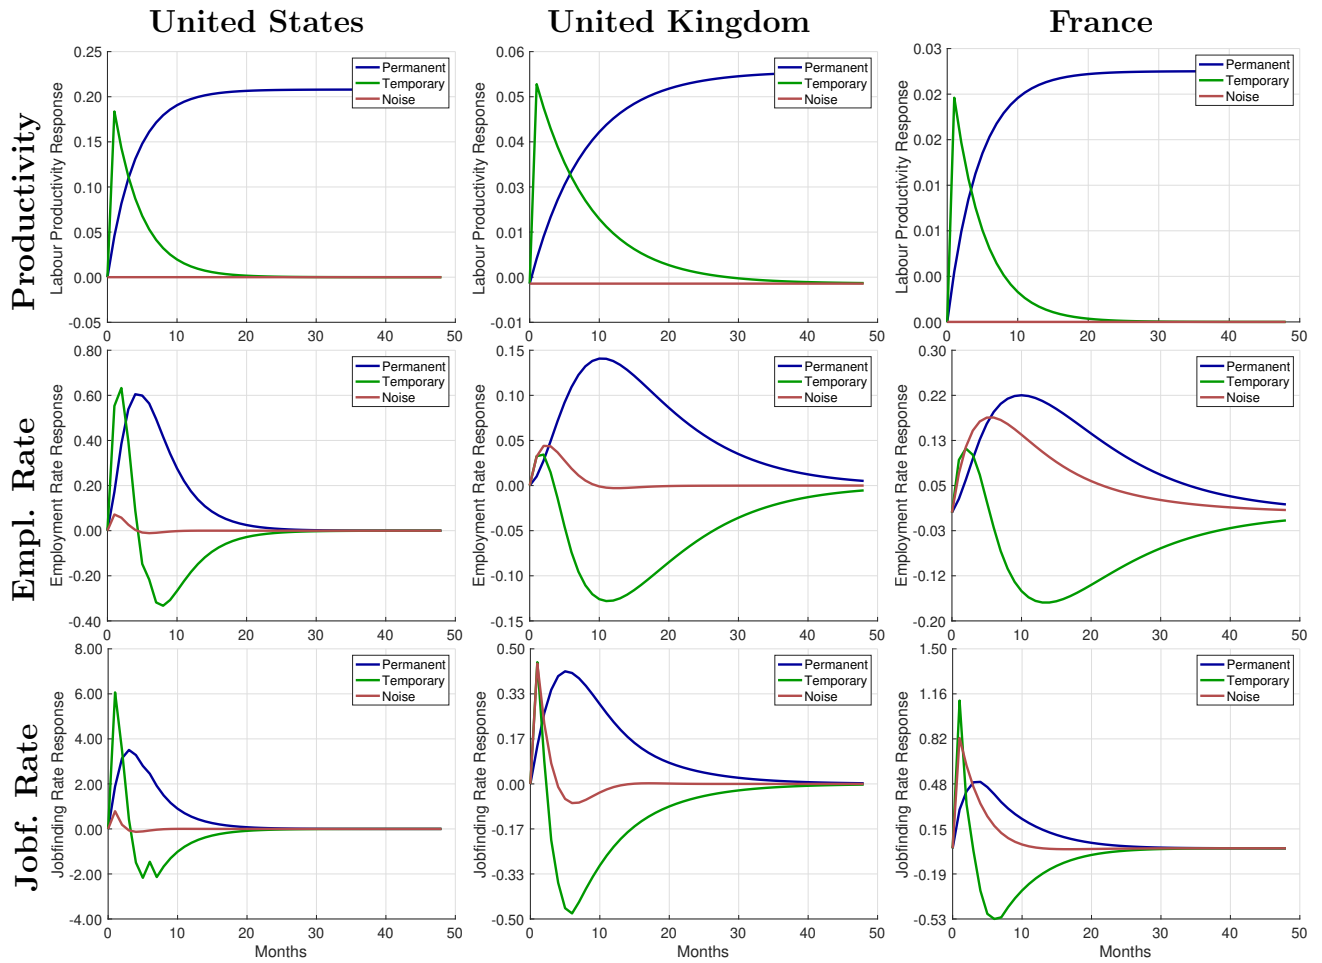 United States
United Kingdom
France
Productivity
Labour Productivity Response
0.25
0.20
0.15
0.10
0.05
0.00
-0.05
0 10 20 30 40 50
Permanent
Temporary
Noise
Labour Productivity Response
0.06
0.05
0.04
0.03
0.01
0.00
-0.01
0 10 20 30 40 50
Permanent
Temporary
Noise
Labour Productivity Response
0.03
0.02
0.02
0.01
0.01
0.00
0.00
0 10 20 30 40 50
Permanent
Temporary
Noise
Empl. Rate
Employment Rate Response
0.80
0.60
0.40
0.20
0.00
-0.20
-0.40
0 10 20 30 40 50
Permanent
Temporary
Noise
Employment Rate Response
0.15
0.10
0.05
0.00
-0.05
-0.10
-0.15
0 10 20 30 40 50
Permanent
Temporary
Noise
Employment Rate Response
0.30
0.22
0.13
0.05
-0.03
-0.12
-0.20
0 10 20 30 40 50
Permanent
Temporary
Noise
Jobf. Rate
Jobfinding Rate Response
8.00
6.00
4.00
2.00
0.00
-2.00
-4.00
0 10 20 30 40 50
Months
Permanent
Temporary
Noise
Jobfinding Rate Response
0.50
0.33
0.17
0.00
-0.17
-0.33
-0.50
0 10 20 30 40 50
Months
Permanent
Temporary
Noise
Jobfinding Rate Response
1.50
1.16
0.82
0.48
0.15
-0.19
-0.53
0 10 20 30 40 50
Months
Permanent
Temporary
Noise